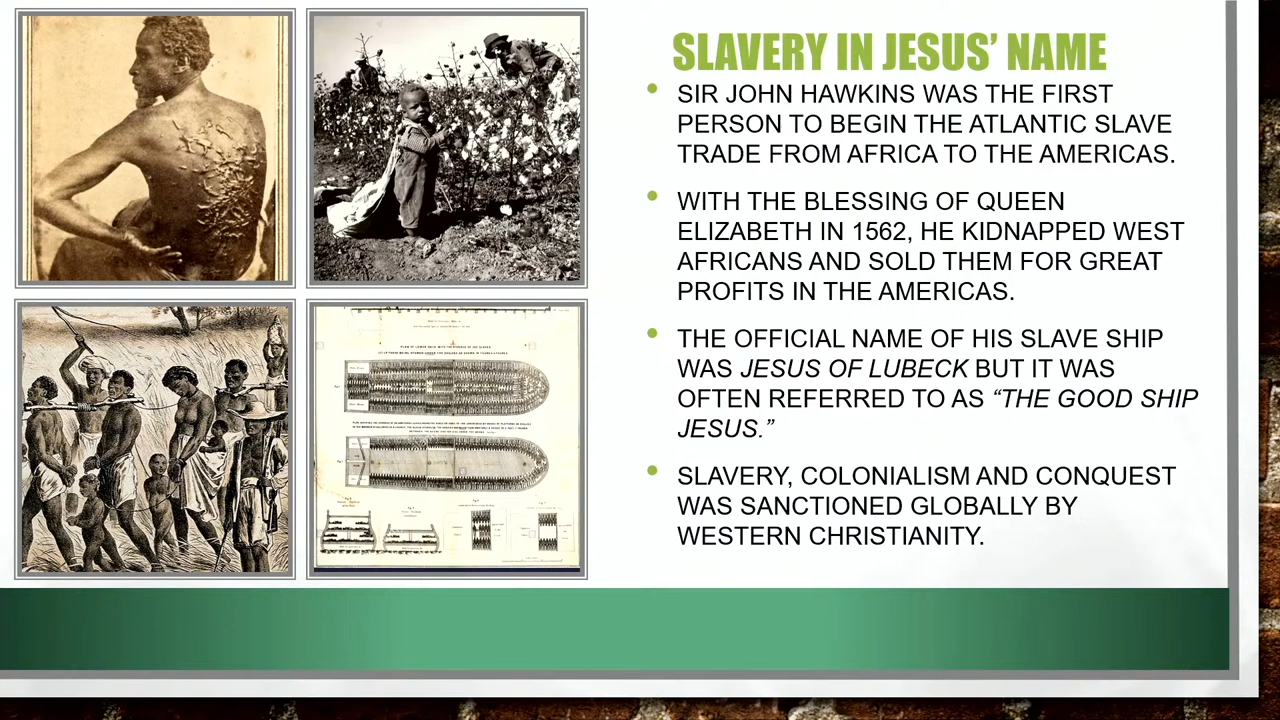 SLAVERY IN JESUS’ NAME
SIR JOHN HAWKINS WAS THE FIRST
PERSON TO BEGIN THE ATLANTIC SLAVE
TRADE FROM AFRICA TO THE AMERICAS.
WITH THE BLESSING OF QUEEN
ELIZABETH IN 1562, HE KIDNAPPED WEST
AFRICANS AND SOLD THEM FOR GREAT
PROFITS IN THE AMERICAS.
THE OFFICIAL NAME OF HIS SLAVE SHIP
WAS JESUS OF LUBECK BUT IT WAS
OFTEN REFERRED TO AS “THE GOOD SHIP
JESUS.”
SLAVERY, COLONIALISM AND CONQUEST
WAS SANCTIONED GLOBALLY BY
WESTERN CHRISTIANITY.